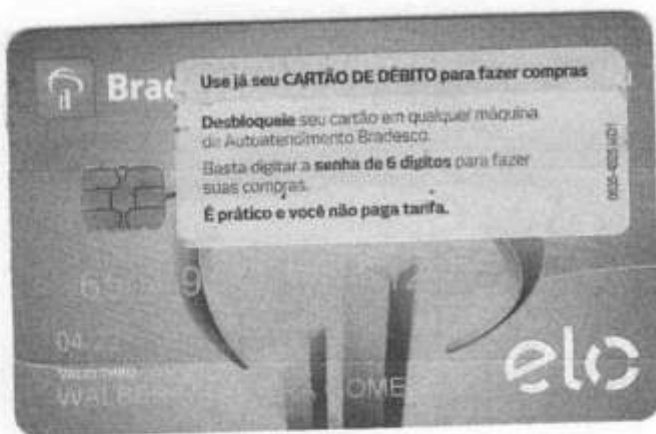 Brad
Use já seu CARTÃO DE DÉBITO para fazer compras
Desbloqueie seu cartão em qualquer máquina
de Autoatendimento Bradesco.
Basta digitar a senha de 6 dígitos para fazer
suas compras.
É prático e você não paga tarifa.
elo